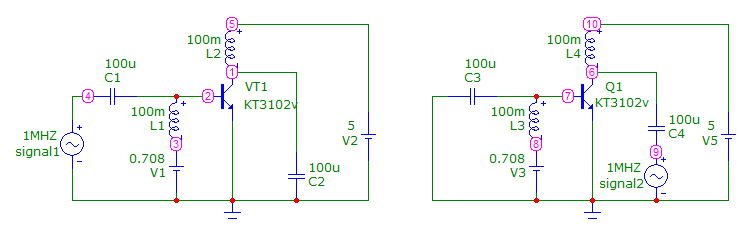 5
100m
L2
100u
C1
1
VT1
KT3102v
4
2
100m
L1
1MHZ
signal1
3
0.708
V1
100u
C2
5
V2
10
100m
L4
100u
C3
6
Q1
KT3102v
7
100m
L3
8
0.708
V3
100u
C4
9
1MHZ
signal2
5
V5